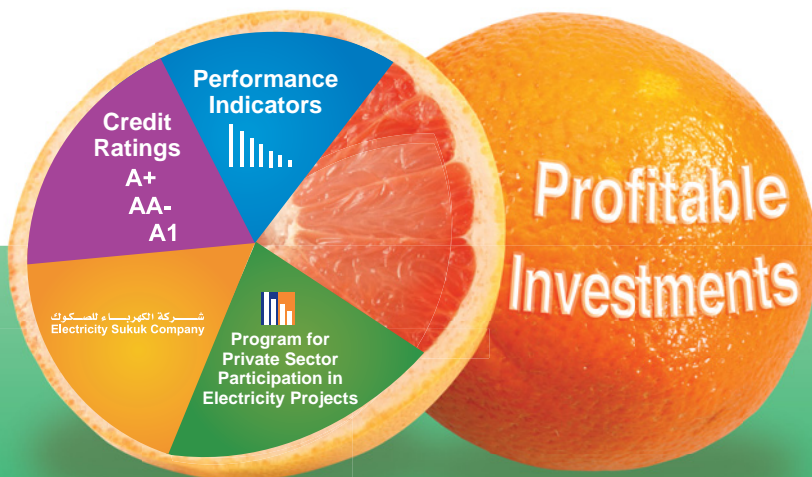 Performance
Indicators
Credit
Ratings
A+
AA-
A1
شركة الكهرباء للصكوك
Electricity Sukuk Company
Program for
Private Sector
Participation in
Electricity Projects
Profitable
Investments